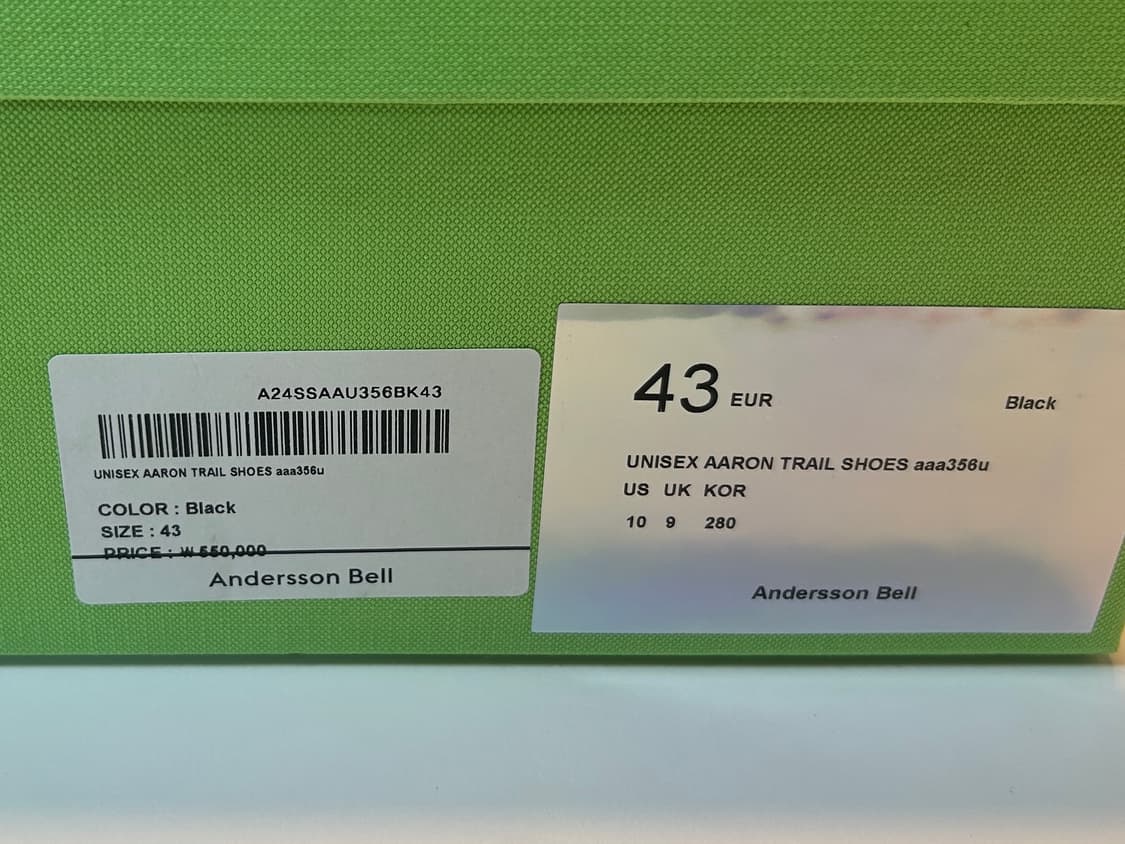 A24SSAAU356BK43
UNISEX AARON TRAIL SHOES aaa356u
COLOR : Black
SIZE : 43
PRICE : ₩ 550,000
Andersson Bell
43 EUR
Black
UNISEX AARON TRAIL SHOES aaa356u
US UK KOR
10 9 280
Andersson Bell